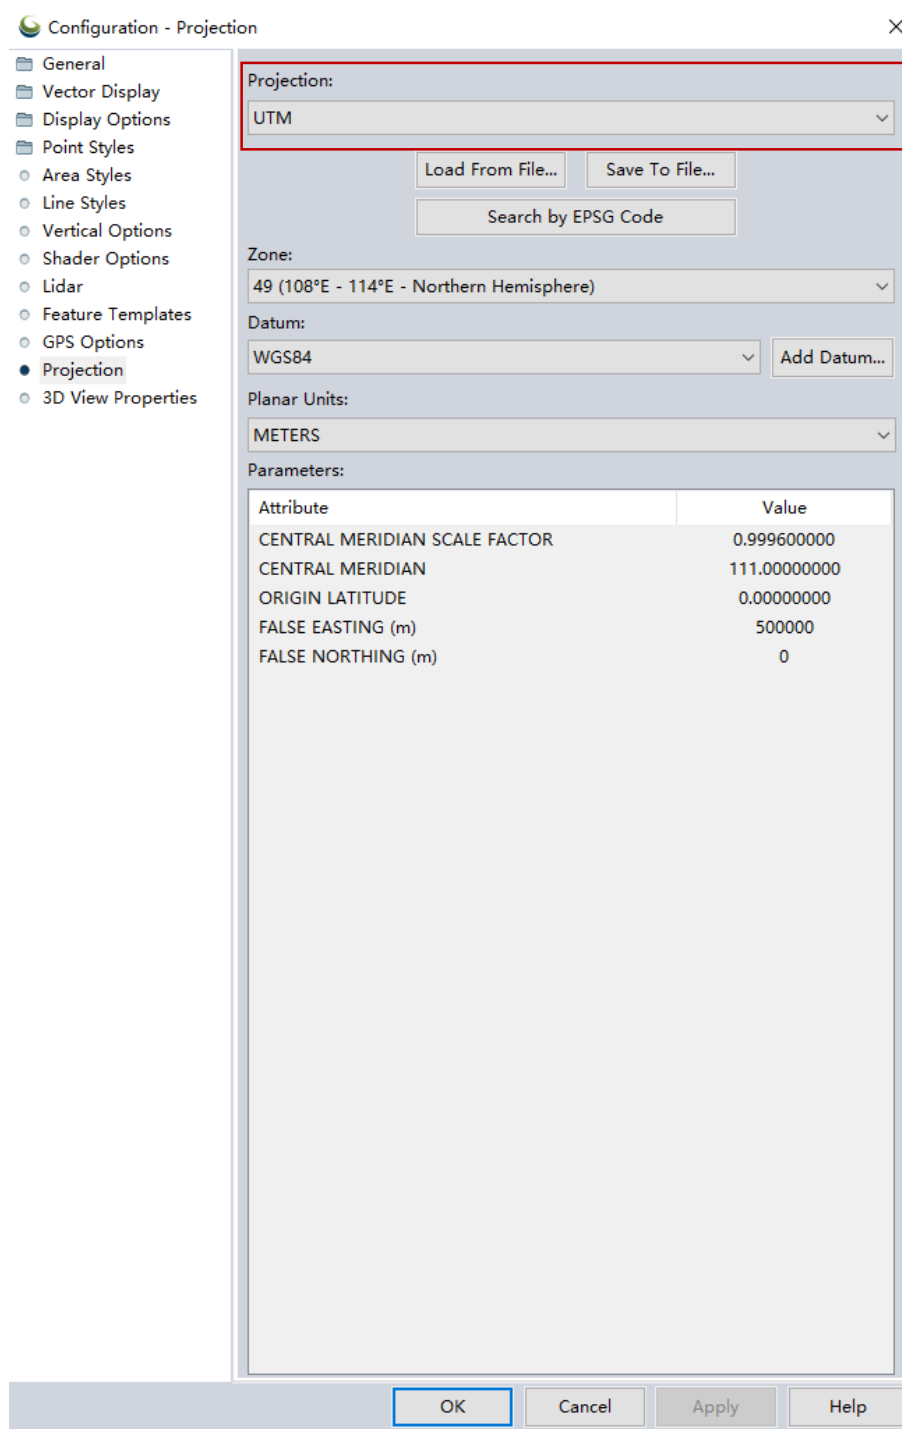 Configuration - Projection
General
Vector Display
Display Options
Point Styles
Area Styles
Line Styles
Vertical Options
Shader Options
Lidar
Feature Templates
GPS Options
Projection
3D View Properties
Projection:
UTM
Load From File... Save To File...
Search by EPSG Code
Zone:
49 (108°E - 114°E - Northern Hemisphere)
Datum:
WGS84 Add Datum...
Planar Units:
METERS
Parameters:
Attribute Value
CENTRAL MERIDIAN SCALE FACTOR 0.999600000
CENTRAL MERIDIAN 111.00000000
ORIGIN LATITUDE 0.00000000
FALSE EASTING (m) 500000
FALSE NORTHING (m) 0
OK Cancel Apply Help